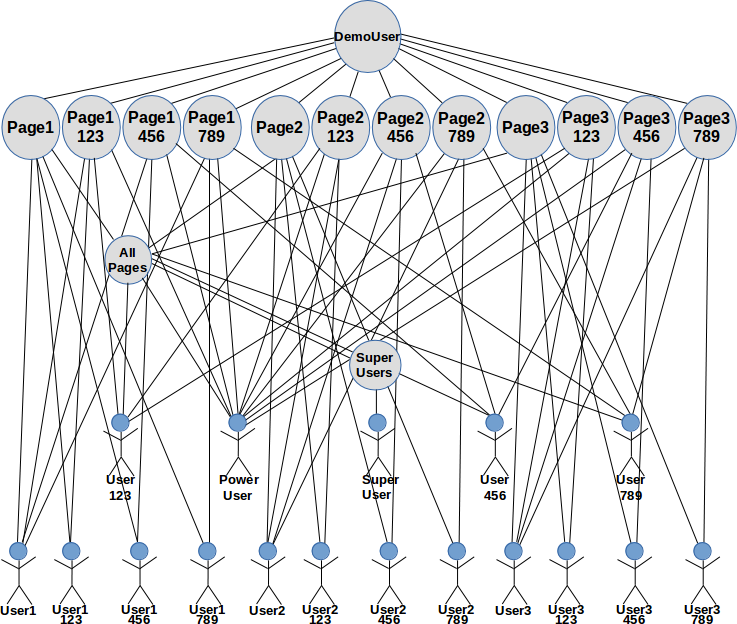 DemoUser
Page1
Page1
123
Page1
456
Page1
789
Page2
Page2
123
Page2
456
Page2
789
Page3
Page3
123
Page3
456
Page3
789
All
Pages
Super
Users
User
123
Power
User
Super
User
User
456
User
789
User1
User1
123
User1
456
User1
789
User2
User2
123
User2
456
User2
789
User3
User3
123
User3
456
User3
789